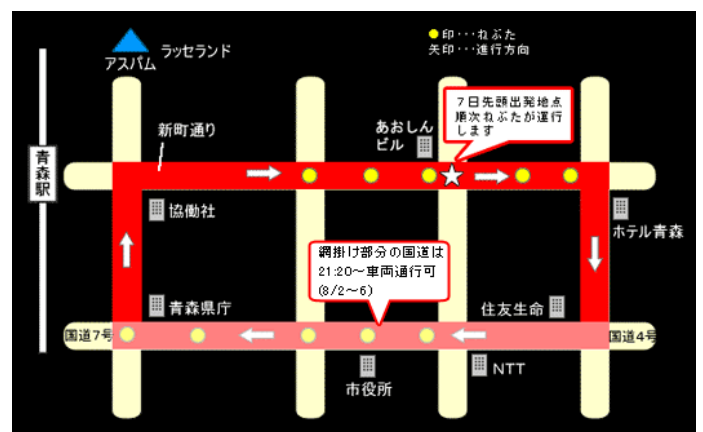 ●印···ねぶた
矢印···進行方向
アスパム
ラッセランド
7日先頭出発地点
順次ねぶたが運行
します
新町通り
あおしん
ビル
青森駅
協働社
ホテル青森
網掛け部分の国道は
21:20～車両通行可
(8/2～6)
青森県庁
住友生命
国道7号
国道4号
市役所
NTT